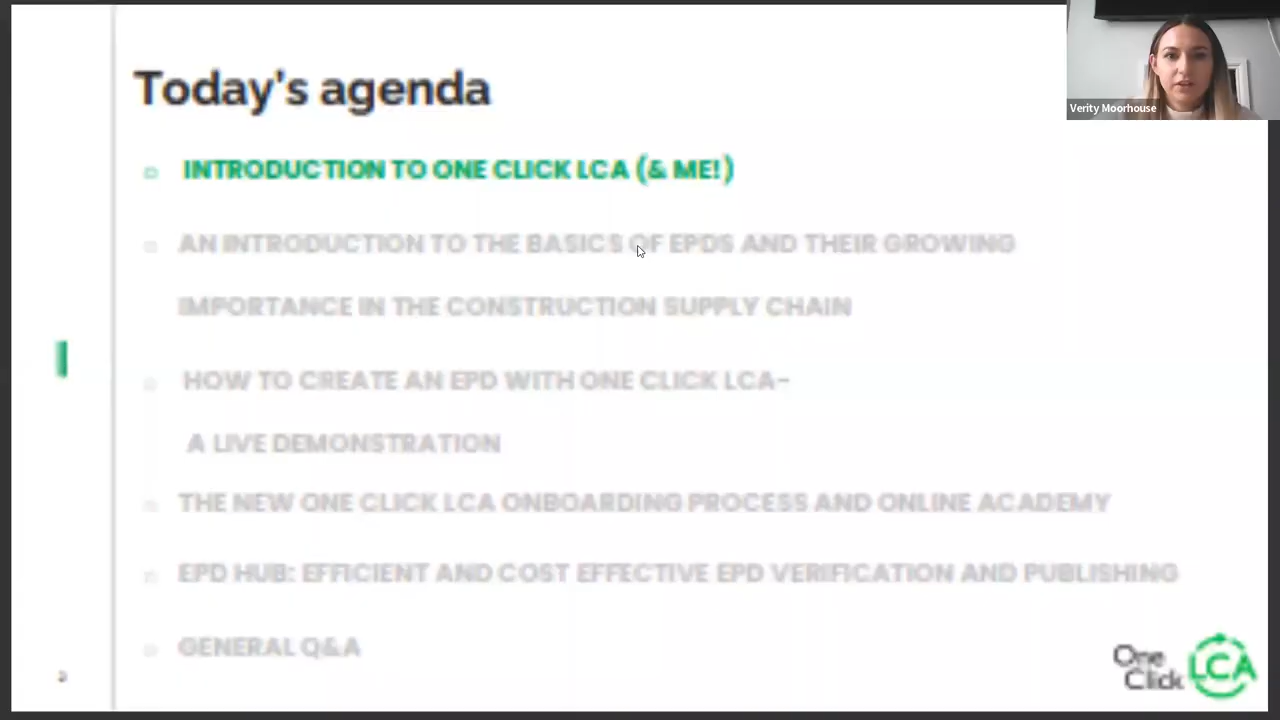 Today's agenda
Verity Moorhouse
INTRODUCTION TO ONE CLICK LCA (& ME!)
AN INTRODUCTION TO THE BASICS OF EPDS AND THEIR GROWING
IMPORTANCE IN THE CONSTRUCTION SUPPLY CHAIN
HOW TO CREATE AN EPD WITH ONE CLICK LCA-
A LIVE DEMONSTRATION
THE NEW ONE CLICK LCA ONBOARDING PROCESS AND ONLINE ACADEMY
EPD HUB: EFFICIENT AND COST EFFECTIVE EPD VERIFICATION AND PUBLISHING
GENERAL Q&A
One
Click
LCA